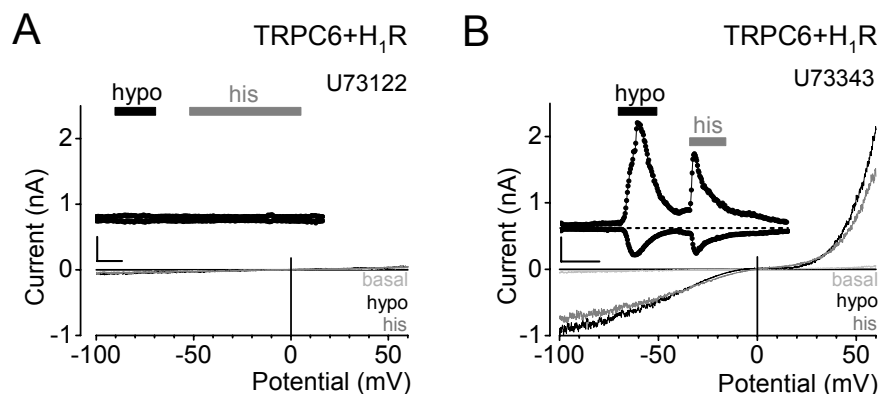 A
TRPC6+H₁R
U73122
hypo
his
2
1
0
-1
Current (nA)
basal
hypo
his
-100
-50
0
50
Potential (mV)
B
TRPC6+H₁R
U73343
hypo
his
2
1
0
-1
Current (nA)
basal
hypo
his
-100
-50
0
50
Potential (mV)